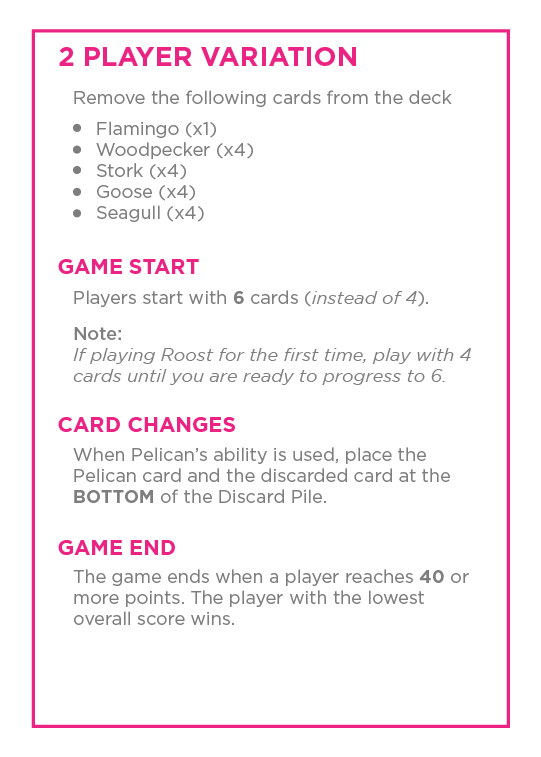 2 PLAYER VARIATION
Remove the following cards from the deck
• Flamingo (x1)
• Woodpecker (x4)
• Stork (x4)
• Goose (x4)
• Seagull (x4)
GAME START
Players start with 6 cards (instead of 4).
Note:
If playing Roost for the first time, play with 4
cards until you are ready to progress to 6.
CARD CHANGES
When Pelican’s ability is used, place the
Pelican card and the discarded card at the
BOTTOM of the Discard Pile.
GAME END
The game ends when a player reaches 40 or
more points. The player with the lowest
overall score wins.